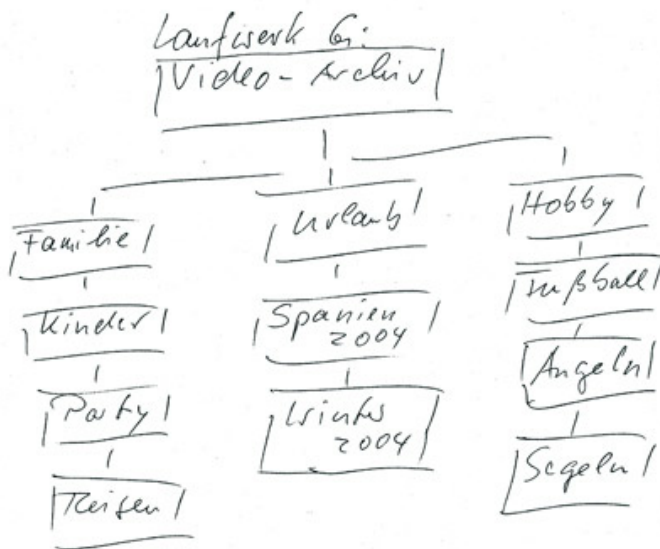 Laufwerk G:
Video-Archiv
Familie
Kinder
Party
Reisen
Urlaub
Spanien
2004
Winter
2004
Hobby
Fußball
Angeln
Segeln